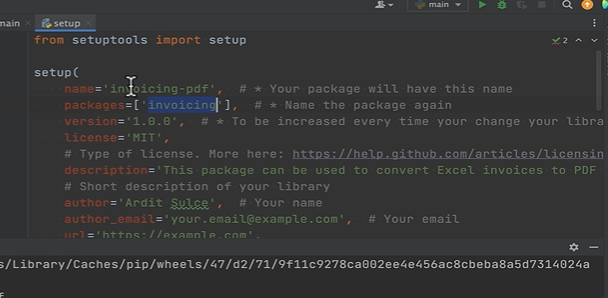 main
main
setup
from setuptools import setup
2
setup(
name='invoicing-pdf',  # * Your package will have this name
packages=['invoicing'],  # * Name the package again
version='1.0.0',  # * To be increased every time your change your libra
license='MIT',
# Type of license. More here: https://help.github.com/articles/licensin
description='This package can be used to convert Excel invoices to PDF
# Short description of your library
author='Ardit Sulce',  # Your name
author_email='your.email@example.com',  # Your email
url='https://example.com',
s/Library/Caches/pip/wheels/47/d2/71/9f11c9278ca002ee4e456ac8cbeba8a5d7314024a